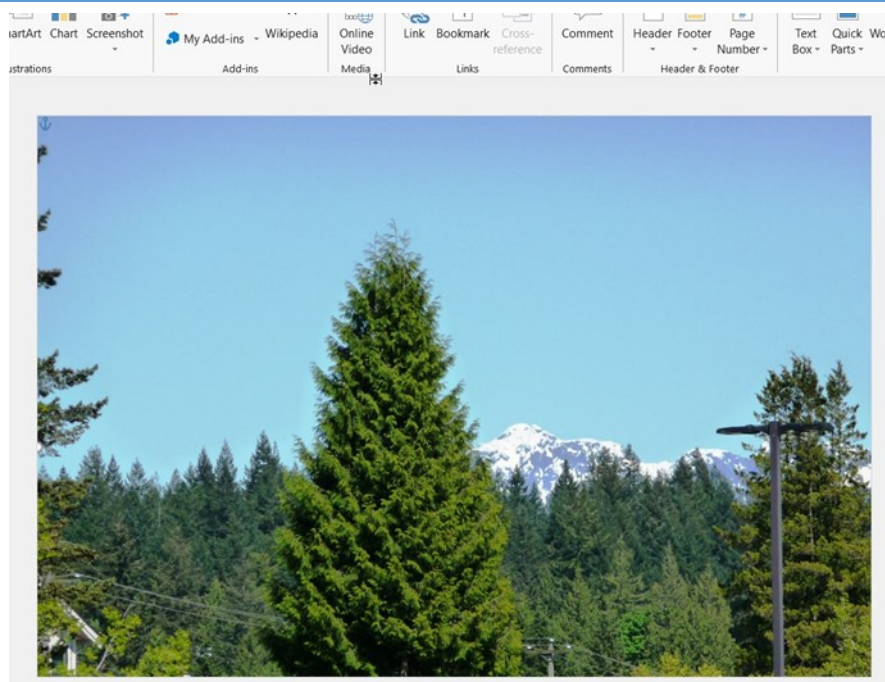 artArt Chart Screenshot
My Add-ins
Wikipedia
Online
Video
Link Bookmark Cross-
reference
Comment
Header Footer Page
Number
Text
Box
Quick
Parts
ustrations Add-ins Media Links Comments Header & Footer